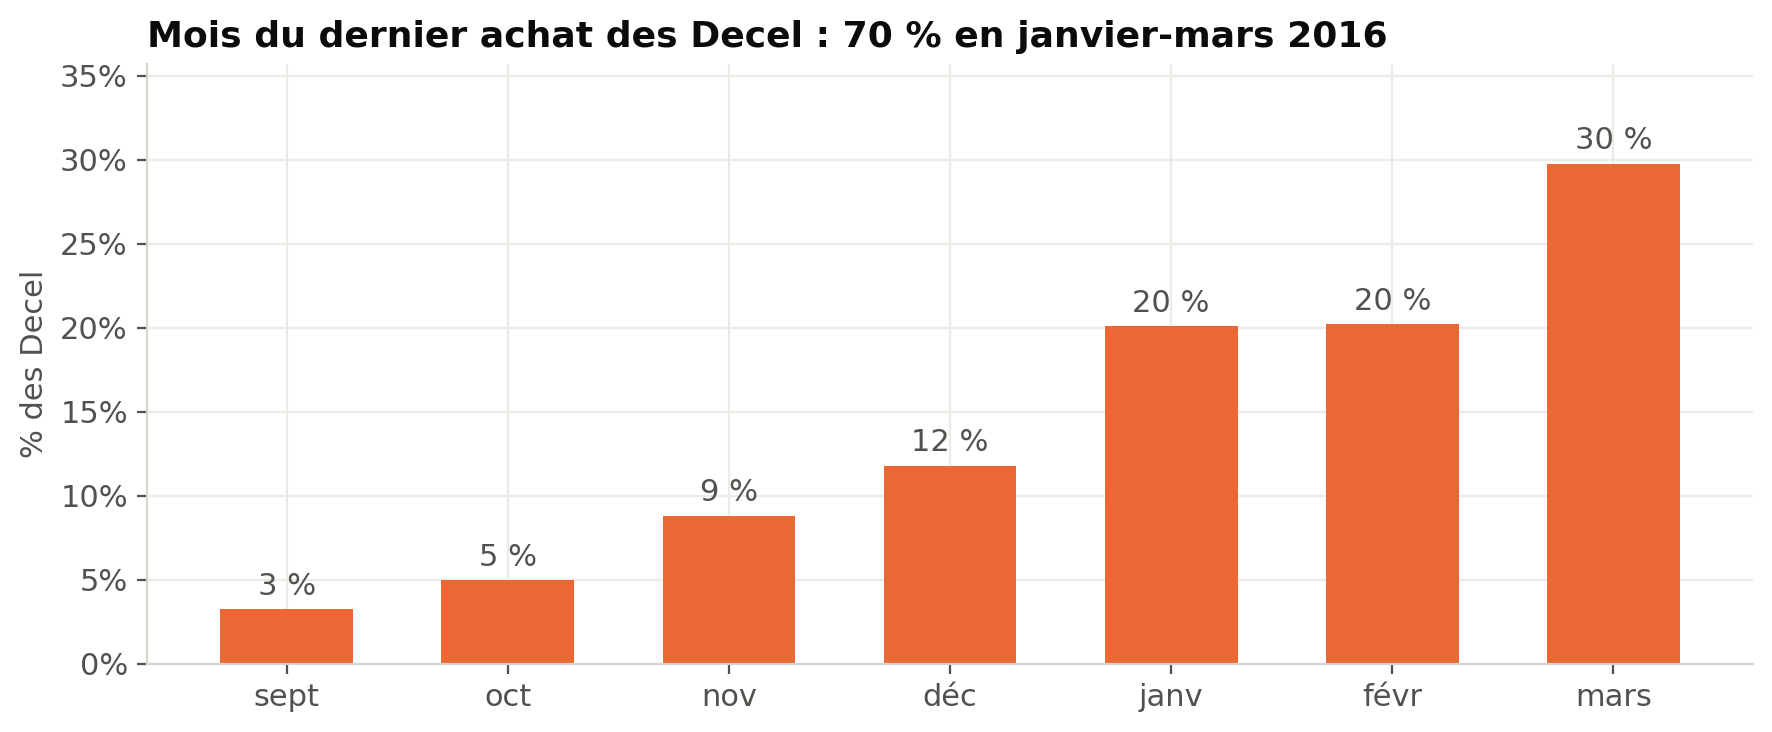 Mois du dernier achat des Decel : 70 % en janvier-mars 2016
% des Decel
35%
30%
25%
20%
15%
10%
5%
0%
3 %
5 %
9 %
12 %
20 %
20 %
30 %
sept
oct
nov
déc
janv
févr
mars